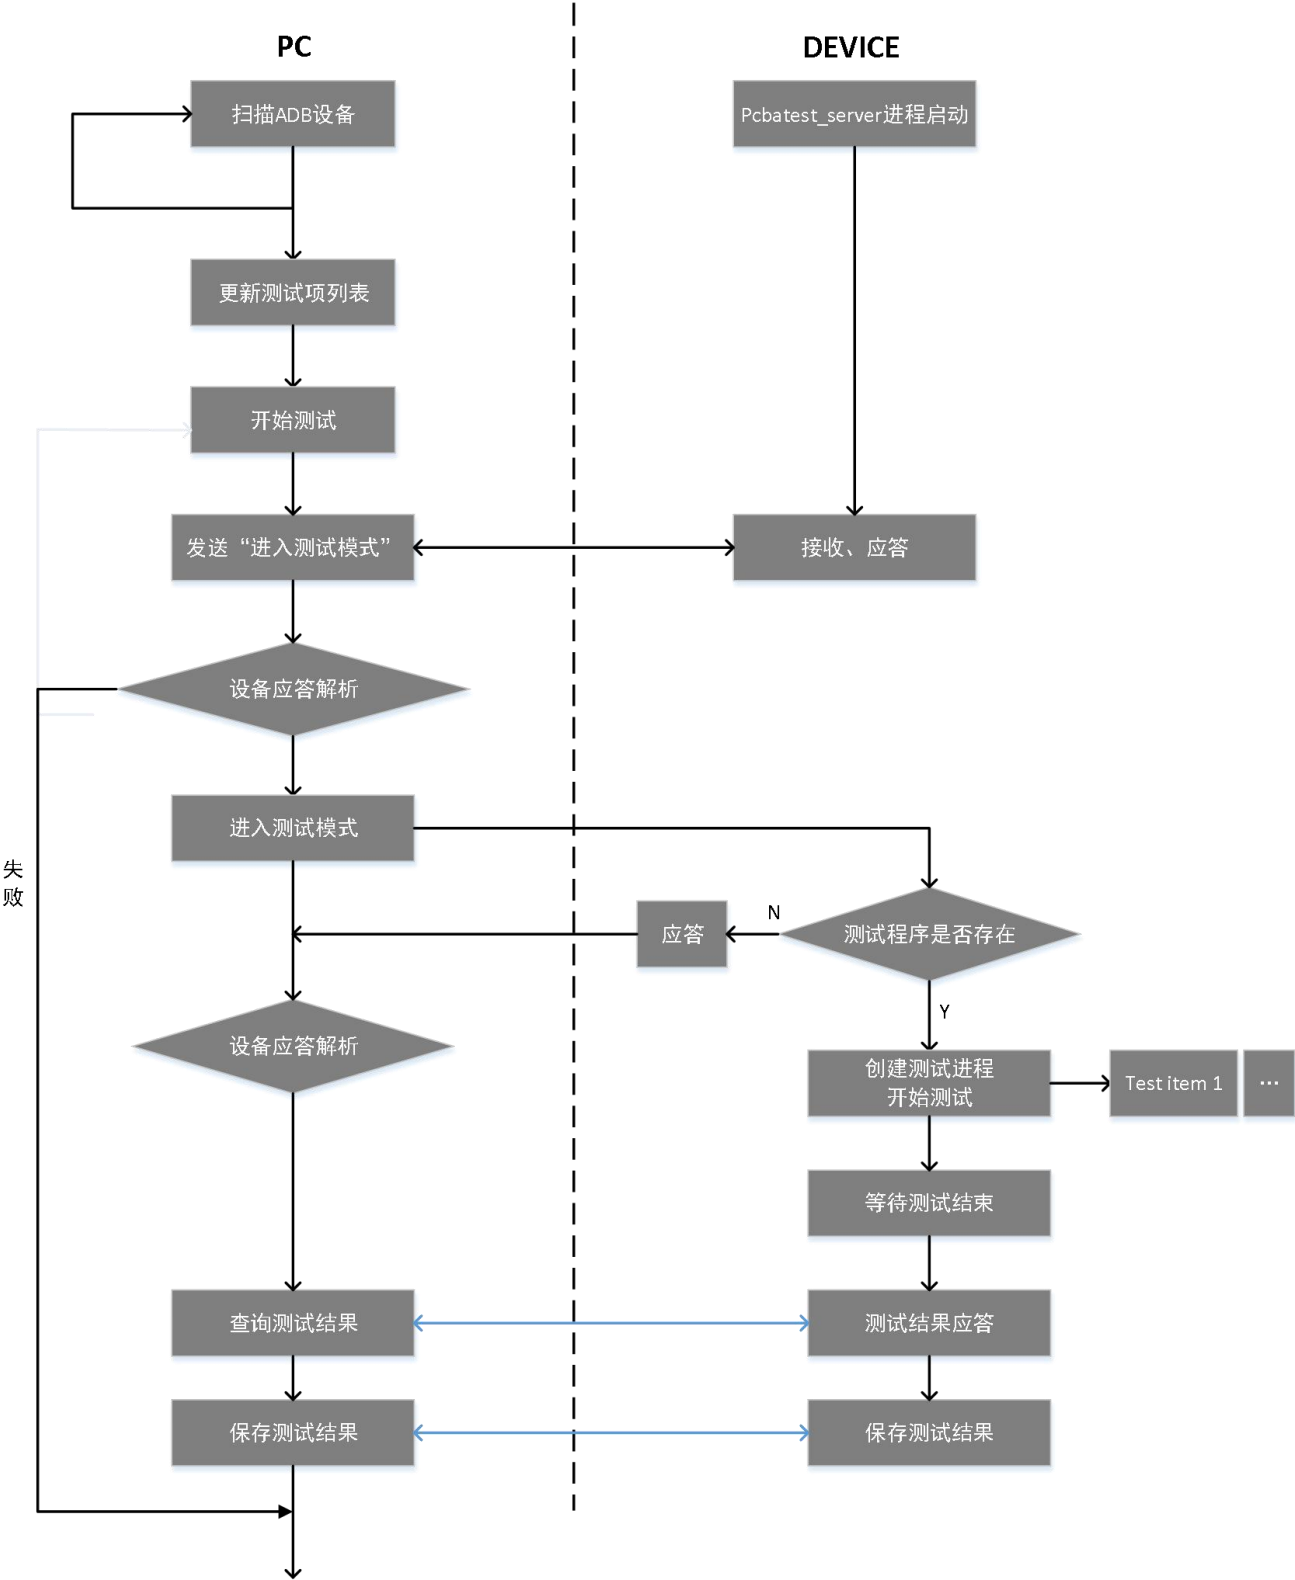 PC
DEVICE
扫描ADB设备
Pcbatest_server进程启动
更新测试项列表
开始测试
发送“进入测试模式”
接收、应答
设备应答解析
进入测试模式
失
败
N
应答
测试程序是否存在
Y
设备应答解析
创建测试进程
开始测试
Test item 1
...
等待测试结束
查询测试结果
测试结果应答
保存测试结果
保存测试结果